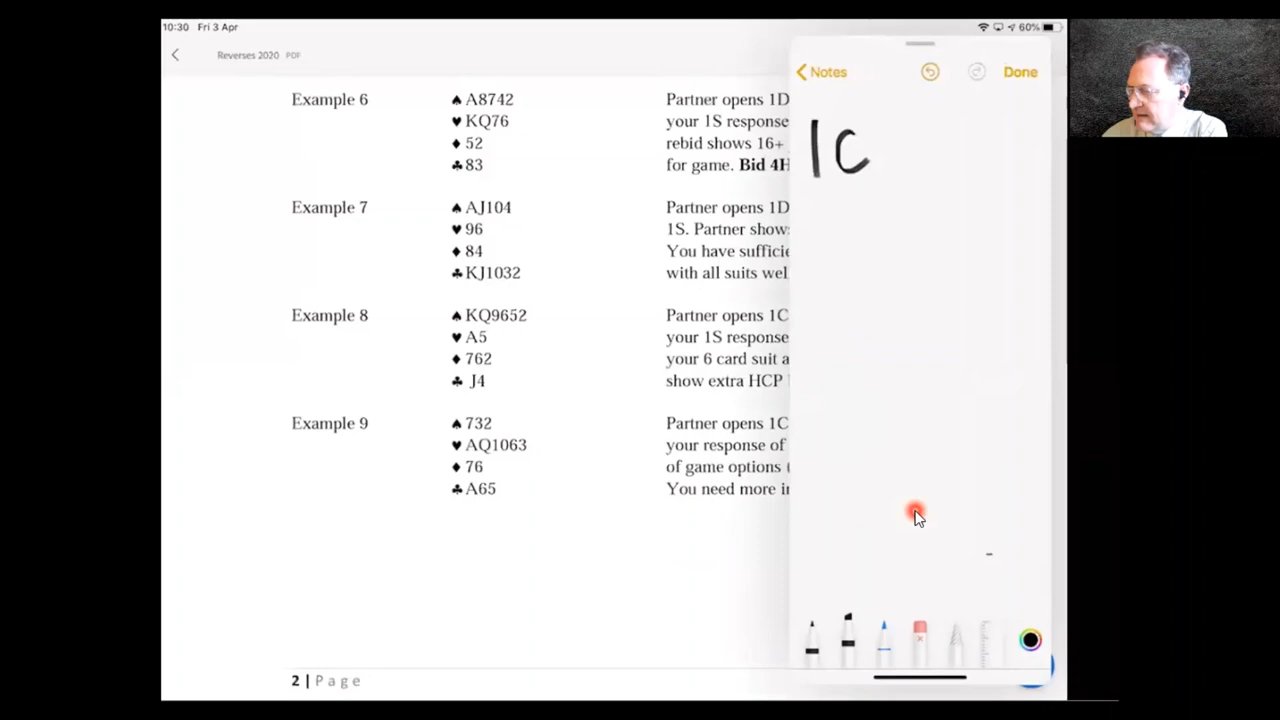 10:30 Fri 3 Apr 60%
Reverses 2020 PDF
Notes Done
1C
Example 6 ♠ A8742 Partner opens 1D
♥ KQ76 your 1S response
♦ 52 rebid shows 16+
♣ 83 for game. Bid 4H
Example 7 ♠ AJ104 Partner opens 1D
♥ 96 1S. Partner show
♦ 84 You have sufficie
♣ KJ1032 with all suits wel
Example 8 ♠ KQ9652 Partner opens 1C
♥ A5 your 1S response
♦ 762 your 6 card suit a
♣ J4 show extra HCP
Example 9 ♠ 732 Partner opens 1C
♥ AQ1063 your response of
♦ 76 of game options (
♣ A65 You need more in
2 | Page